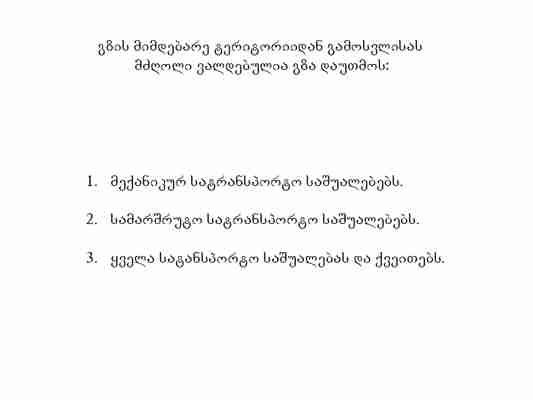 გზის მიმდებარე ტერიტორიიდან გამოსვლისას
მძღოლი ვალდებულია გზა დაუთმოს:
1. მექანიკურ სატრანსპორტო საშუალებებს.
2. სამარშრუტო სატრანსპორტო საშუალებებს.
3. ყველა სატანსპორტო საშუალებას და ქვეითებს.